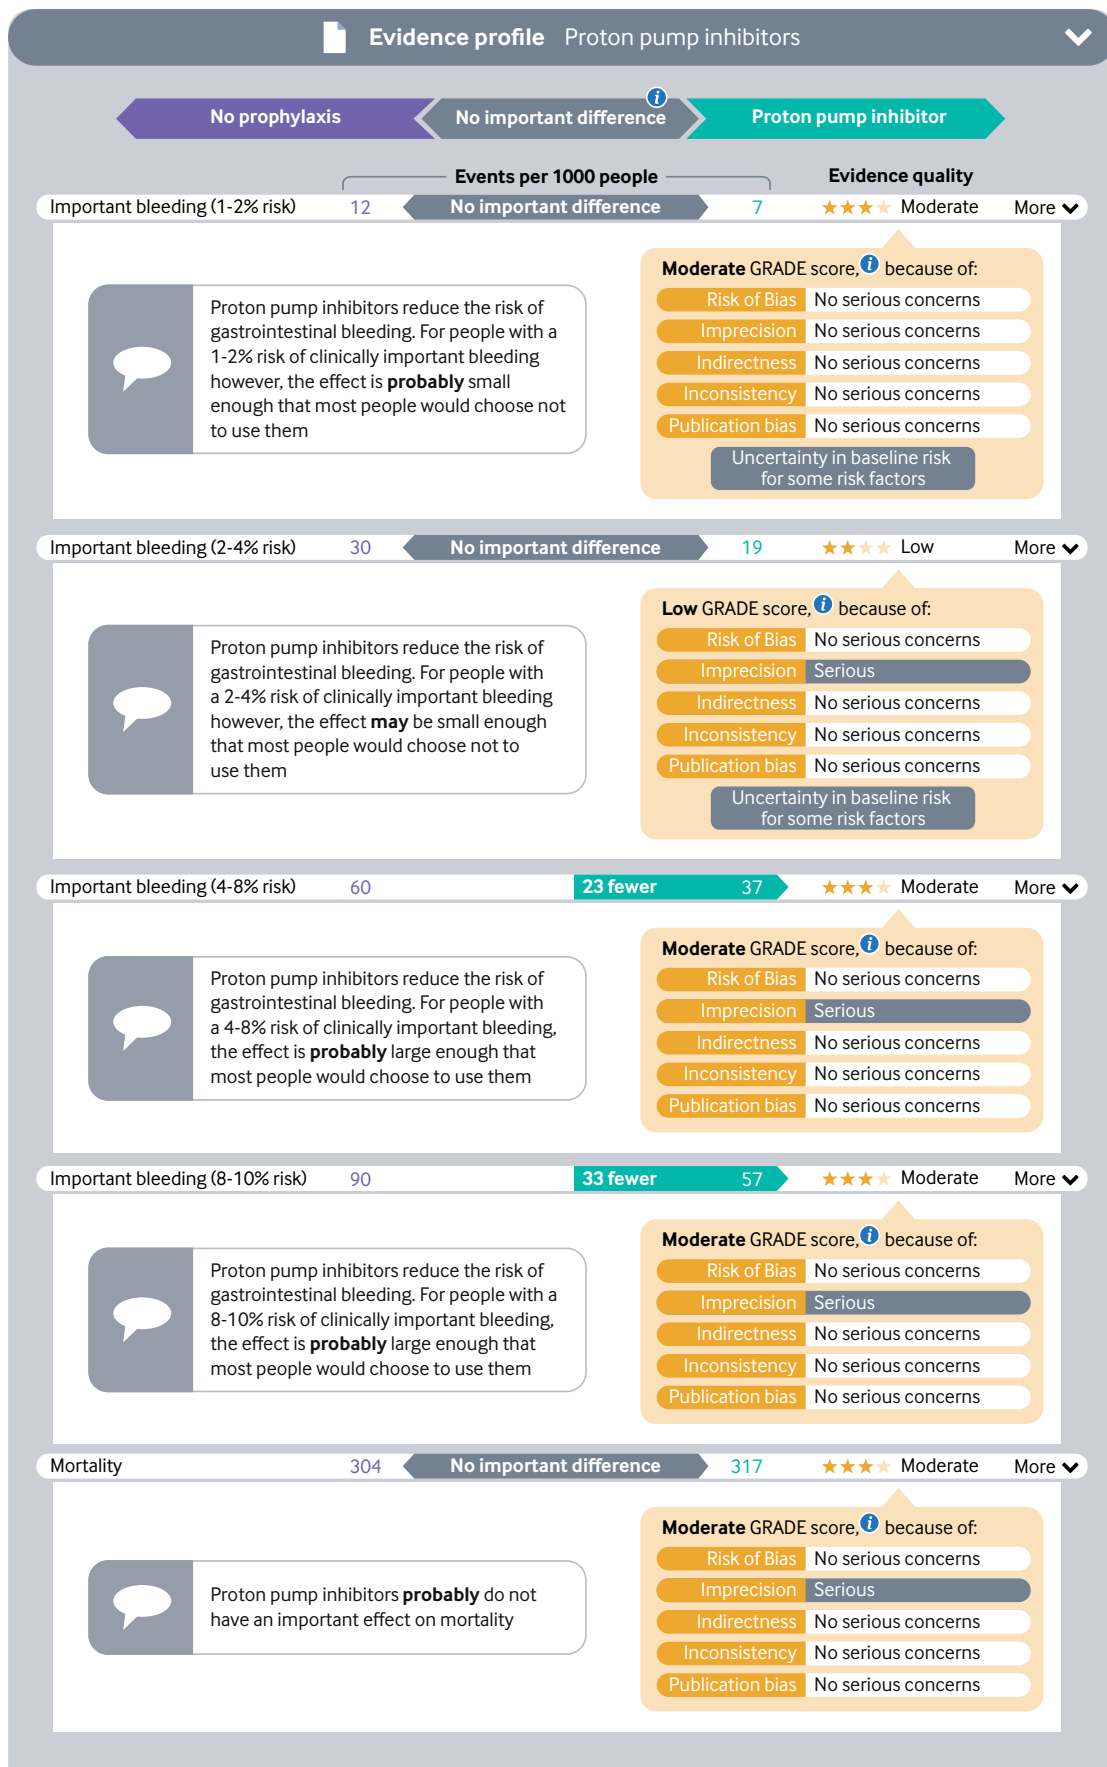 Evidence profile Proton pump inhibitors
No prophylaxis No important difference i Proton pump inhibitor
Events per 1000 people Evidence quality
Important bleeding (1-2% risk) 12 No important difference 7 Moderate More
Proton pump inhibitors reduce the risk of
gastrointestinal bleeding. For people with a
1-2% risk of clinically important bleeding
however, the effect is probably small
enough that most people would choose not
to use them
Moderate GRADE score, i because of:
Risk of Bias No serious concerns
Imprecision No serious concerns
Indirectness No serious concerns
Inconsistency No serious concerns
Publication bias No serious concerns
Uncertainty in baseline risk
for some risk factors
Important bleeding (2-4% risk) 30 No important difference 19 Low More
Proton pump inhibitors reduce the risk of
gastrointestinal bleeding. For people with
a 2-4% risk of clinically important bleeding
however, the effect may be small enough
that most people would choose not to
use them
Low GRADE score, i because of:
Risk of Bias No serious concerns
Imprecision Serious
Indirectness No serious concerns
Inconsistency No serious concerns
Publication bias No serious concerns
Uncertainty in baseline risk
for some risk factors
Important bleeding (4-8% risk) 60 23 fewer 37 Moderate More
Proton pump inhibitors reduce the risk of
gastrointestinal bleeding. For people with
a 4-8% risk of clinically important bleeding,
the effect is probably large enough that
most people would choose to use them
Moderate GRADE score, i because of:
Risk of Bias No serious concerns
Imprecision Serious
Indirectness No serious concerns
Inconsistency No serious concerns
Publication bias No serious concerns
Important bleeding (8-10% risk) 90 33 fewer 57 Moderate More
Proton pump inhibitors reduce the risk of
gastrointestinal bleeding. For people with a
8-10% risk of clinically important bleeding,
the effect is probably large enough that
most people would choose to use them
Moderate GRADE score, i because of:
Risk of Bias No serious concerns
Imprecision Serious
Indirectness No serious concerns
Inconsistency No serious concerns
Publication bias No serious concerns
Mortality 304 No important difference 317 Moderate More
Proton pump inhibitors probably do not
have an important effect on mortality
Moderate GRADE score, i because of:
Risk of Bias No serious concerns
Imprecision Serious
Indirectness No serious concerns
Inconsistency No serious concerns
Publication bias No serious concerns